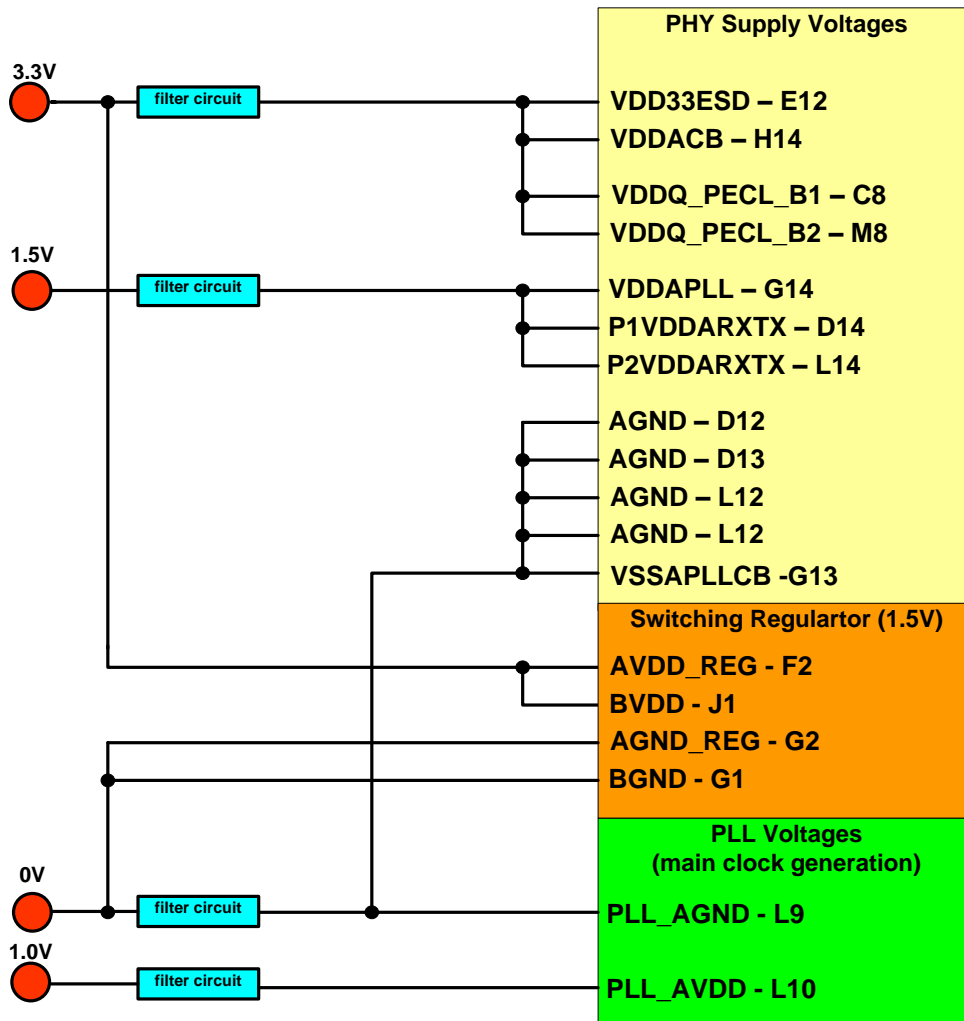 PHY Supply Voltages
3.3V
filter circuit
VDD33ESD – E12
VDDACB – H14
VDDQ_PECL_B1 – C8
VDDQ_PECL_B2 – M8
1.5V
filter circuit
VDDAPLL – G14
P1VDDARXTX – D14
P2VDDARXTX – L14
AGND – D12
AGND – D13
AGND – L12
AGND – L12
VSSAPLLCB -G13
Switching Regulartor (1.5V)
AVDD_REG - F2
BVDD - J1
AGND_REG - G2
BGND - G1
PLL Voltages
(main clock generation)
0V
filter circuit
PLL_AGND - L9
1.0V
filter circuit
PLL_AVDD - L10